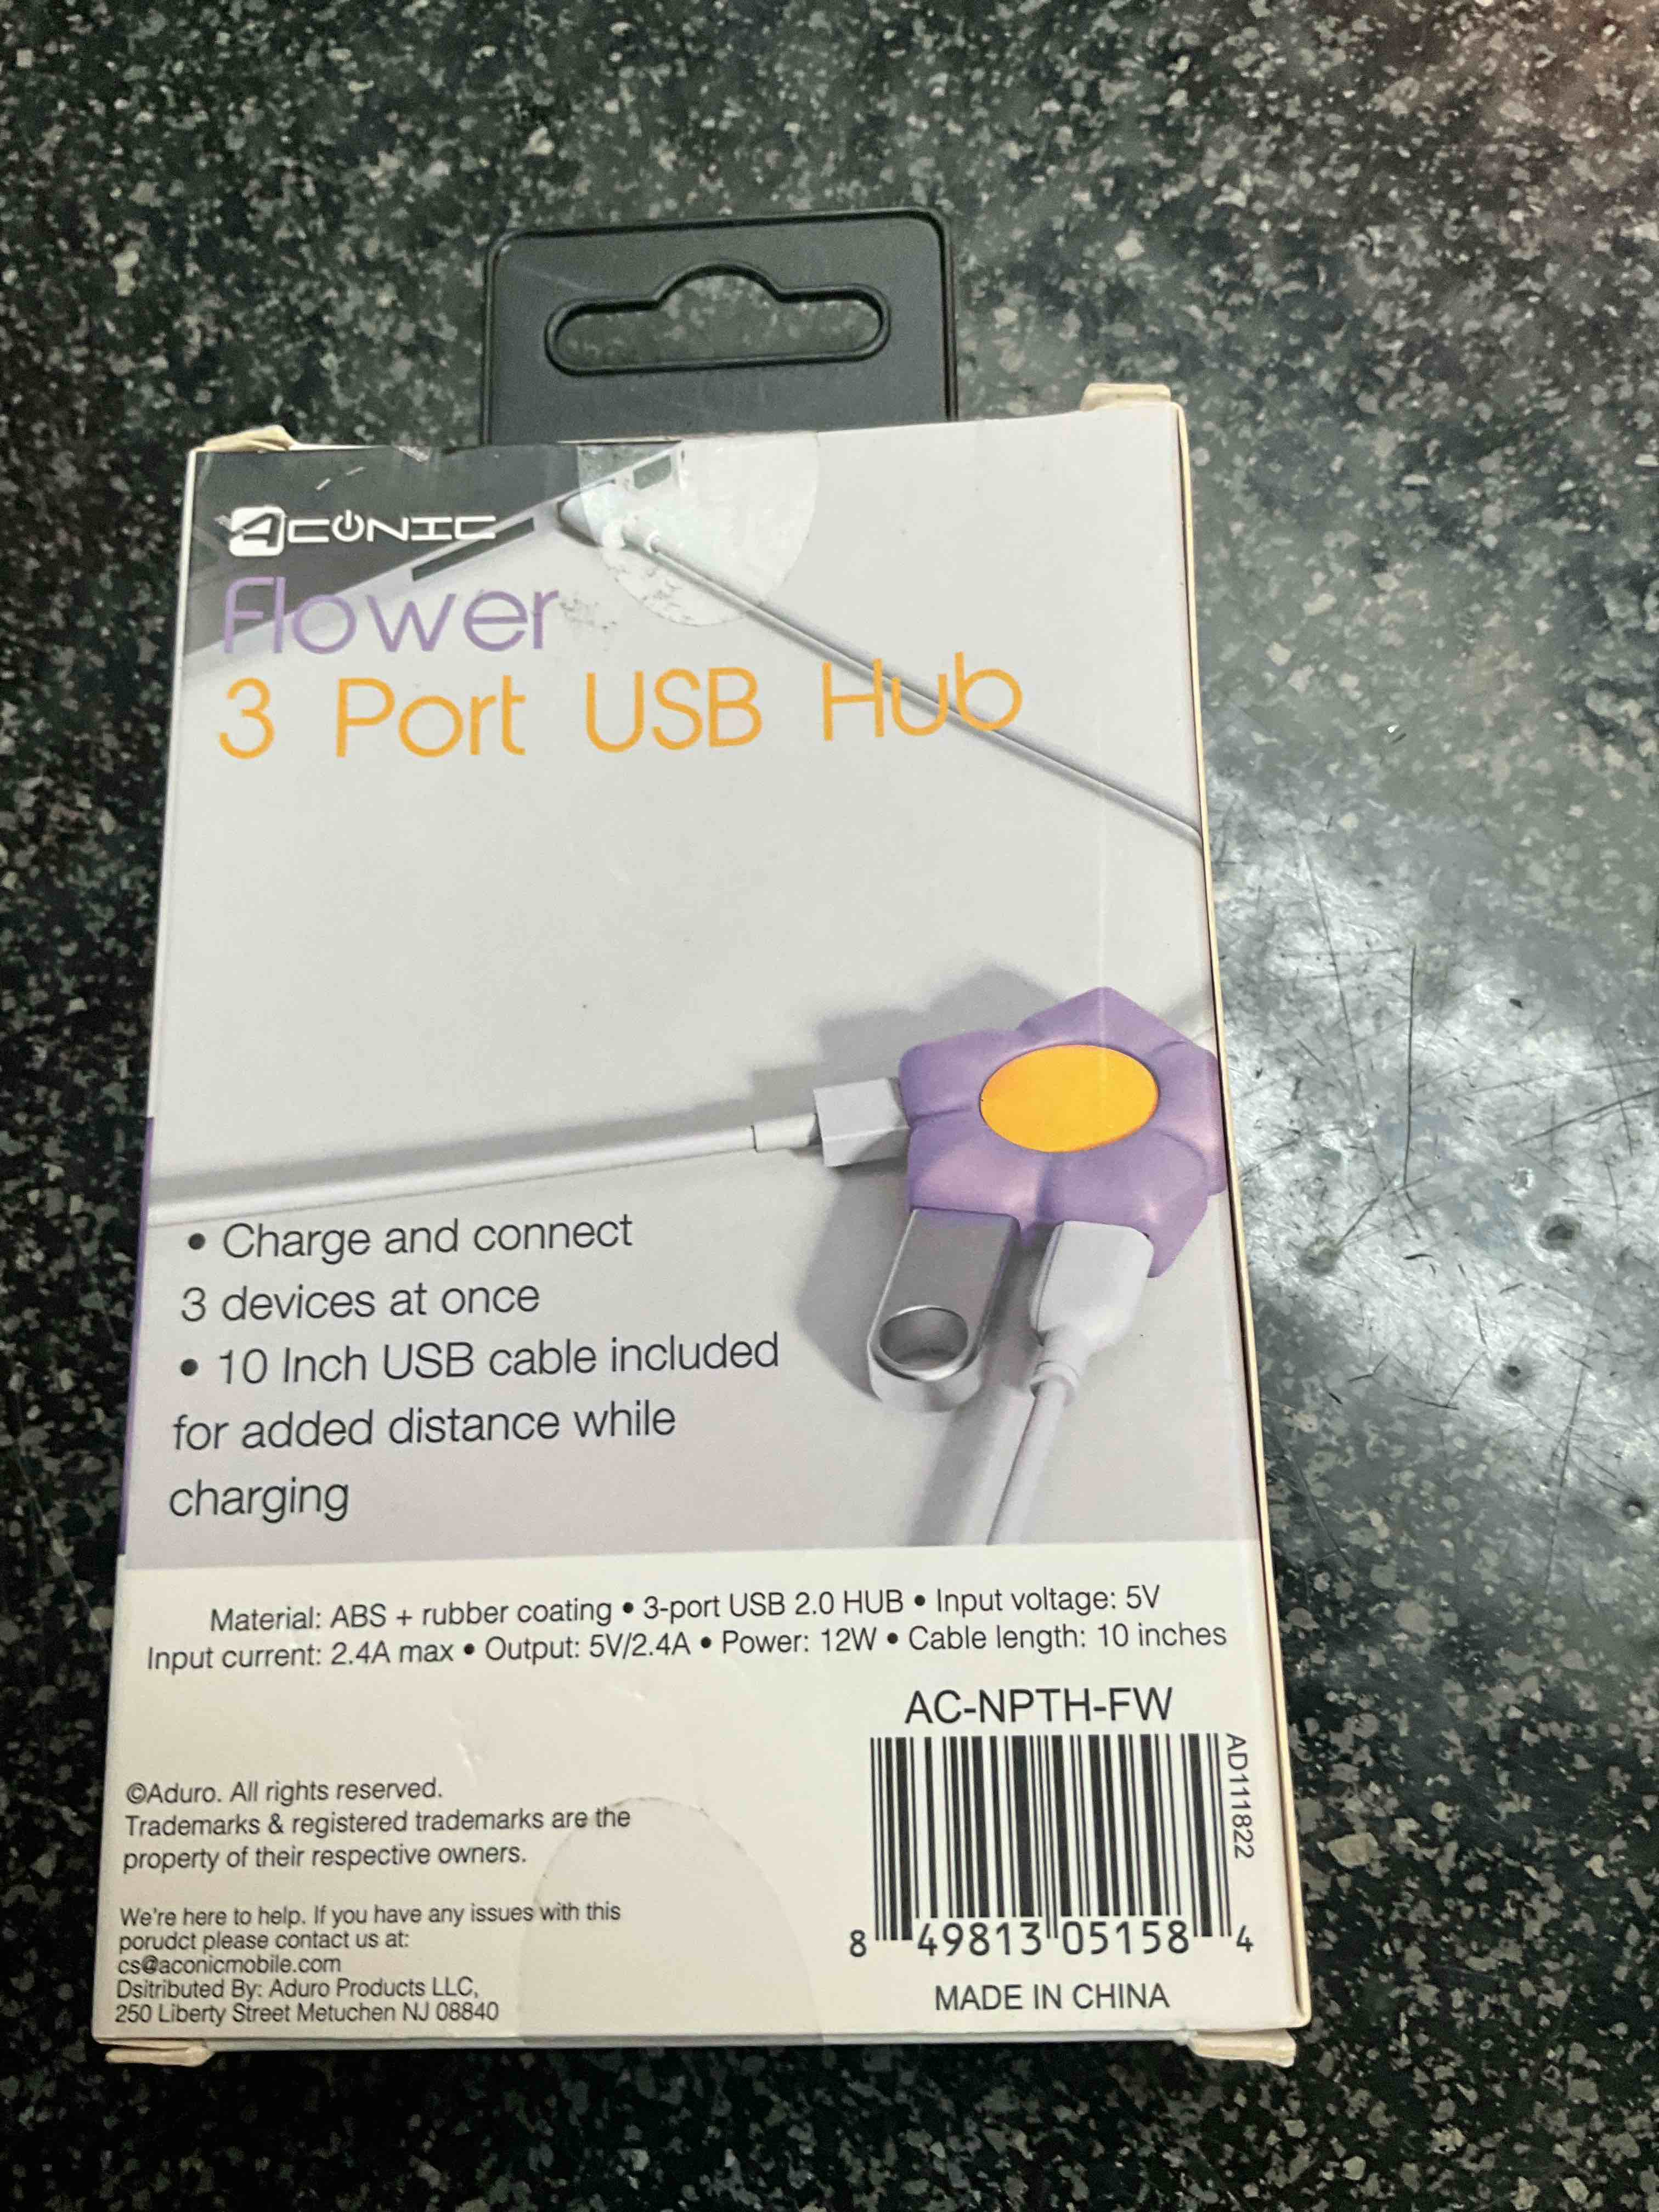 ACONIC
flower
3 Port USB Hub
• Charge and connect
3 devices at once
• 10 Inch USB cable included
for added distance while
charging
Material: ABS + rubber coating • 3-port USB 2.0 HUB • Input voltage: 5V
Input current: 2.4A max • Output: 5V/2.4A • Power: 12W • Cable length: 10 inches
AC-NPTH-FW
AD111822
8 49813 05158 4
MADE IN CHINA
©Aduro. All rights reserved.
Trademarks & registered trademarks are the
property of their respective owners.
We're here to help. If you have any issues with this
porudct please contact us at:
cs@aconicmobile.com
Dsitributed By: Aduro Products LLC,
250 Liberty Street Metuchen NJ 08840